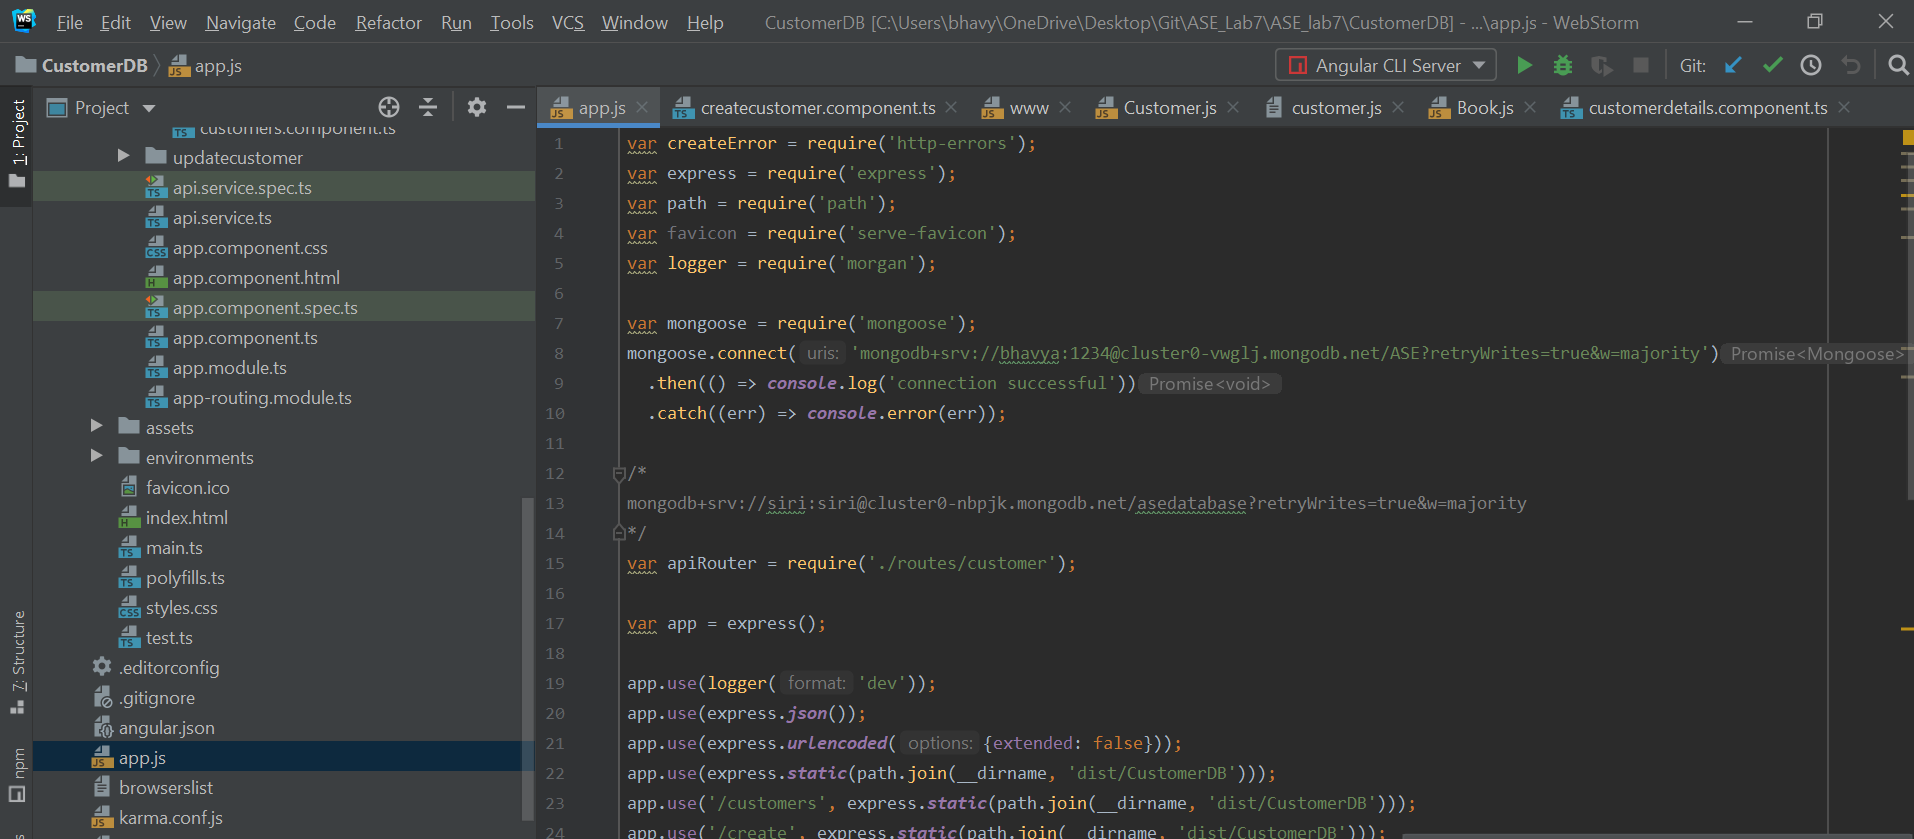 File Edit View Navigate Code Refactor Run Tools VCS Window Help CustomerDB [C:\Users\bhavy\OneDrive\Desktop\Git\ASE_Lab7\ASE_lab7\CustomerDB] - ...\app.js - WebStorm
CustomerDB app.js Angular CLI Server Git:
Project
app.js createcustomer.component.ts www Customer.js customer.js Book.js customerdetails.component.ts
1: Project
7: Structure
npm
customers.component.ts
updatecustomer
api.service.spec.ts
api.service.ts
app.component.css
app.component.html
app.component.spec.ts
app.component.ts
app.module.ts
app-routing.module.ts
assets
environments
favicon.ico
index.html
main.ts
polyfills.ts
styles.css
test.ts
.editorconfig
.gitignore
angular.json
app.js
browserslist
karma.conf.js
1 var createError = require('http-errors');
2 var express = require('express');
3 var path = require('path');
4 var favicon = require('serve-favicon');
5 var logger = require('morgan');
6
7 var mongoose = require('mongoose');
8 mongoose.connect( uris: 'mongodb+srv://bhavya:1234@cluster0-vwglj.mongodb.net/ASE?retryWrites=true&w=majority') Promise<Mongoose>
9 .then(() => console.log('connection successful')) Promise<void>
10 .catch((err) => console.error(err));
11
12 /*
13 mongodb+srv://siri:siri@cluster0-nbpjk.mongodb.net/asedatabase?retryWrites=true&w=majority
14 */
15 var apiRouter = require('./routes/customer');
16
17 var app = express();
18
19 app.use(logger( format: 'dev'));
20 app.use(express.json());
21 app.use(express.urlencoded( options: {extended: false}));
22 app.use(express.static(path.join(__dirname, 'dist/CustomerDB')));
23 app.use('/customers', express.static(path.join(__dirname, 'dist/CustomerDB')));
24 app.use('/create', express.static(path.join(__dirname, 'dist/CustomerDB')));